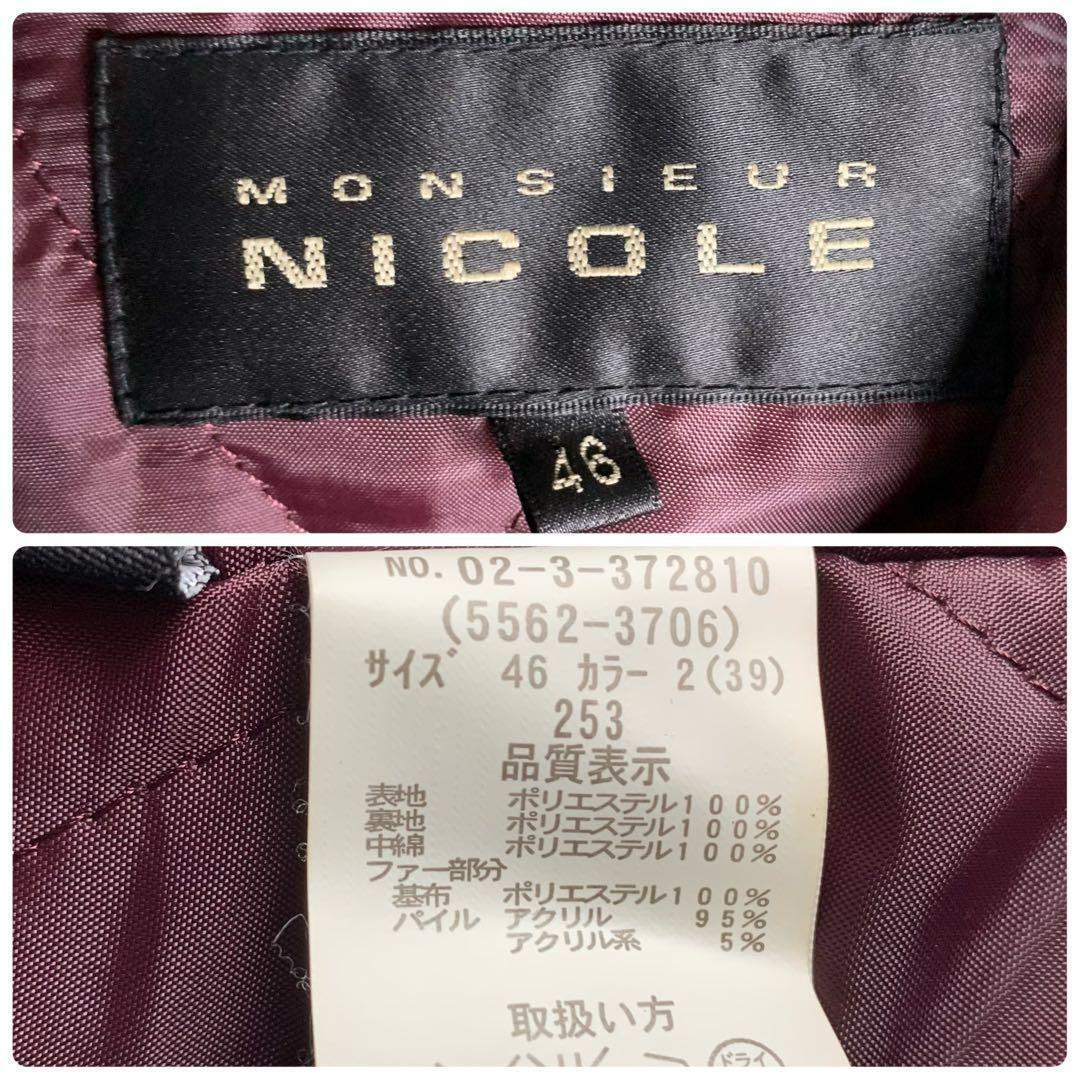 MONSIEUR
NICOLE
46
NO. 02-3-372810
(5562-3706)
サイズ 46 カラー 2(39)
253
品質表示
表地 ポリエステル100%
裏地 ポリエステル100%
中綿 ポリエステル100%
ファー部分
基布 ポリエステル100%
パイル アクリル 95%
アクリル系 5%
取扱い方
ドライ